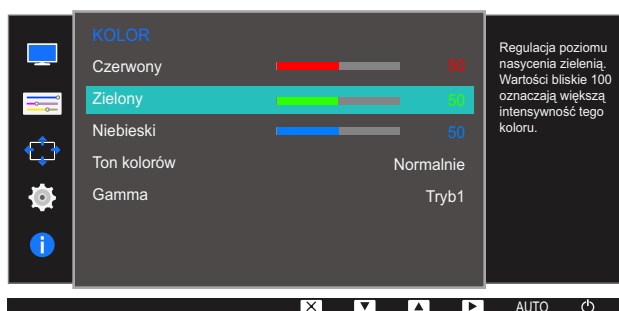 KOLOR
Czerwony 50
Zielony 50
Niebieski 50
Ton kolorów Normalnie
Gamma Tryb1
Regulacja poziomu
nasycenia zielenią.
Wartości bliskie 100
oznaczają większą
intensywność tego
koloru.
AUTO